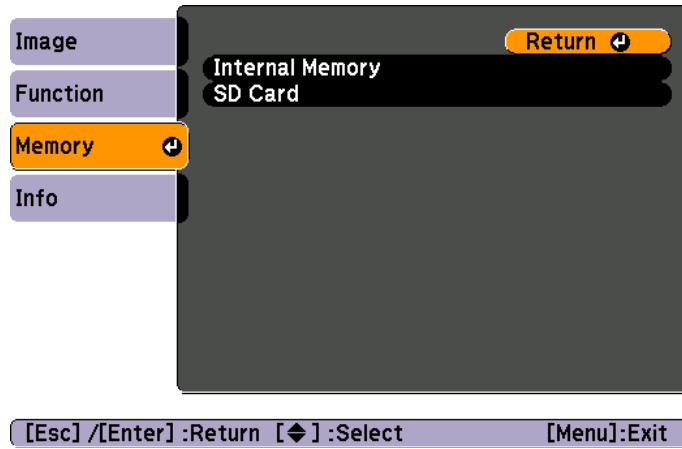 Image
Function
Memory
Info
Return
Internal Memory
SD Card
[Esc] /[Enter] :Return [◆] :Select [Menu]:Exit